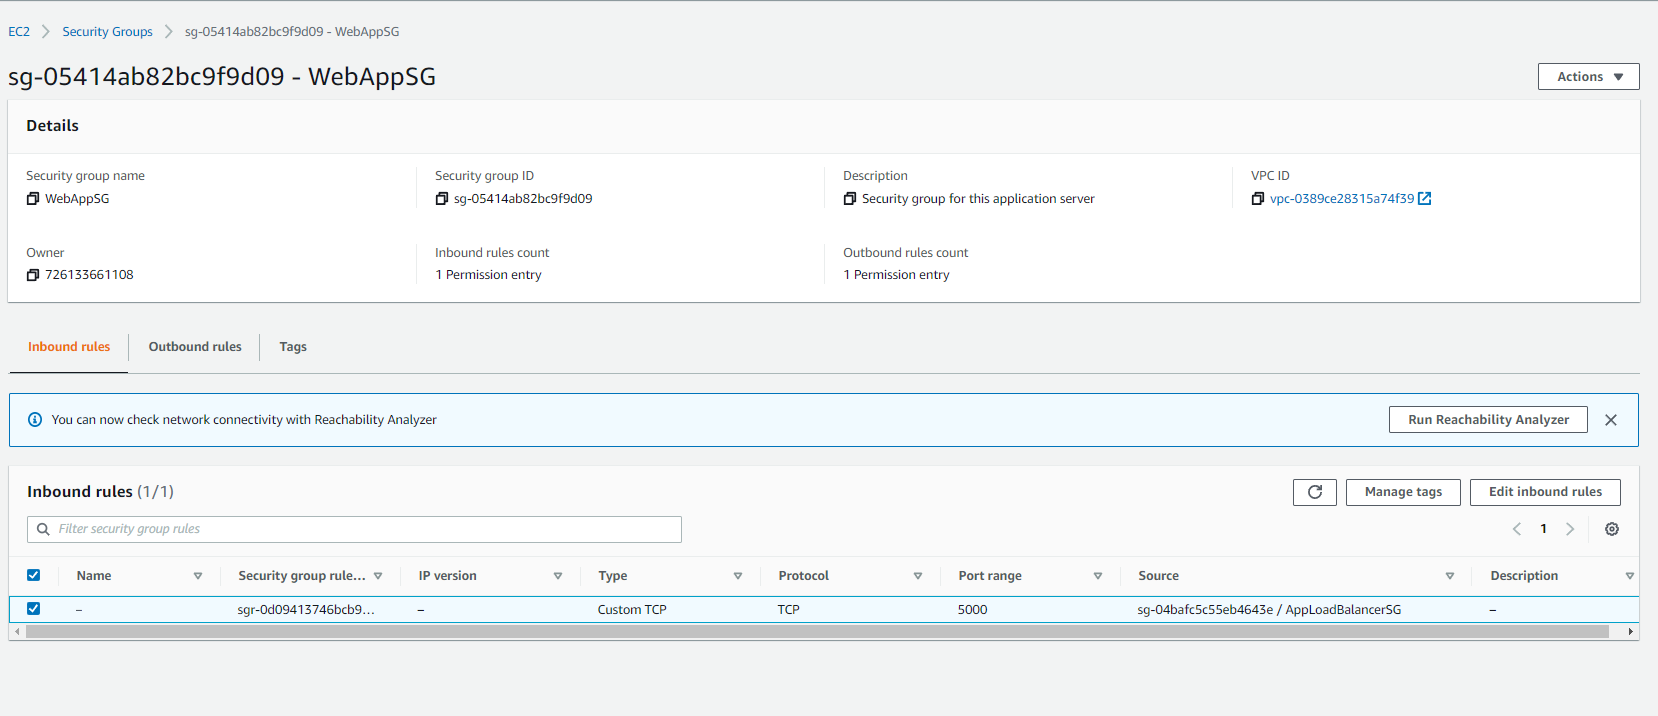 EC2 > Security Groups > sg-05414ab82bc9f9d09 - WebAppSG
sg-05414ab82bc9f9d09 - WebAppSG
Actions
Details
Security group name
WebAppSG
Security group ID
sg-05414ab82bc9f9d09
Description
Security group for this application server
VPC ID
vpc-0389ce28315a74f39
Owner
726133661108
Inbound rules count
1 Permission entry
Outbound rules count
1 Permission entry
Inbound rules
Outbound rules
Tags
You can now check network connectivity with Reachability Analyzer
Run Reachability Analyzer
Inbound rules (1/1)
Manage tags
Edit inbound rules
Filter security group rules
1
Name Security group rule... IP version Type Protocol Port range Source Description
– sgr-0d09413746bcb9... – Custom TCP TCP 5000 sg-04bafc5c55eb4643e / AppLoadBalancerSG –